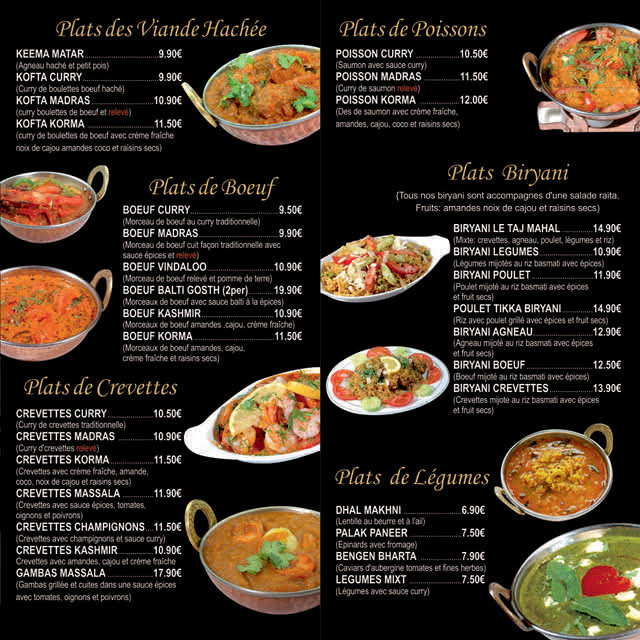 Plats des Viande Hachée
KEEMA MATAR 9.90€
(Agneau haché et petit pois)
KOFTA CURRY 9.90€
(Curry de boulettes boeuf haché)
KOFTA MADRAS 10.90€
(curry boulettes de boeuf et relevé)
KOFTA KORMA 11.50€
(curry de boulettes de boeuf avec crème fraîche
noix de cajou amandes coco et raisins secs)
Plats de Boeuf
BOEUF CURRY 9.50€
(Morceau de boeuf au curry traditionnelle)
BOEUF MADRAS 9.90€
(Morceau de boeuf cuit façon traditionnelle avec
sauce épices et relevé)
BOEUF VINDALOO 10.90€
(Morceau de boeuf relevé et pomme de terre)
BOEUF BALTI GOSTH (2per) 19.90€
(Morceaux de boeuf avec sauce balti à la épices)
BOEUF KASHMIR 10.90€
(Morceaux de boeuf amandes ,cajou, crème fraîche)
BOEUF KORMA 11.50€
(Morceaux de boeuf amandes, cajou,
crème fraîche et raisins secs)
Plats de Crevettes
CREVETTES CURRY 10.50€
(Curry de crevettes traditionnelle)
CREVETTES MADRAS 10.90€
(Curry d'crevettes relevé)
CREVETTES KORMA 11.50€
(Crevettes avec crème fraîche, amande,
coco, noix de cajou et raisins secs)
CREVETTES MASSALA 11.90€
(Crevettes avec sauce épices, tomates,
oignons et poivrons)
CREVETTES CHAMPIGNONS 11.50€
(Crevettes avec champignons et sauce curry)
CREVETTES KASHMIR 10.90€
Crevettes avec amandes, cajou et crème fraîche
GAMBAS MASSALA 17.90€
(Gambas grillée et cuites dans une sauce épices
avec tomates, oignons et poivrons)
Plats de Poissons
POISSON CURRY 10.50€
(Saumon avec sauce curry)
POISSON MADRAS 11.50€
(Curry de saumon relevé)
POISSON KORMA 12.00€
(Des de saumon avec crème fraîche,
amandes, cajou, coco et raisins secs)
Plats Biryani
{Tous nos biryani sont accompagnes d'une salade raita.
Fruits: amandes noix de cajou et raisins secs)
BIRYANI LE TAJ MAHAL 14.90€
(Mixte: crevettes, agneau, poulet, légumes et riz)
BIRYANI LEGUMES 10.90€
(Légumes mijotés au riz basmati avec épices)
BIRYANI POULET 11.90€
(Poulet mijoté au riz basmati avec épices
et fruit secs)
POULET TIKKA BIRYANI 14.90€
(Riz avec poulet grillé avec épices et fruit secs)
BIRYANI AGNEAU 12.90€
(Agneau mijoté au riz basmati avec épices
et fruit secs)
BIRYANI BOEUF 12.50€
(Boeuf mijoté au riz basmati avec épices
et fruit secs)
BIRYANI CREVETTES 13.90€
(Crevettes mijoté au riz basmati avec épices
et fruit secs)
Plats de Légumes
DHAL MAKHNI 6.90€
(Lentille au beurre et à l'ail)
PALAK PANEER 7.50€
(Epinards avec fromage)
BENGEN BHARTA 7.90€
(Caviars d'aubergine tomates et fines herbes)
LEGUMES MIXT 7.50€
(Légumes avec sauce curry)